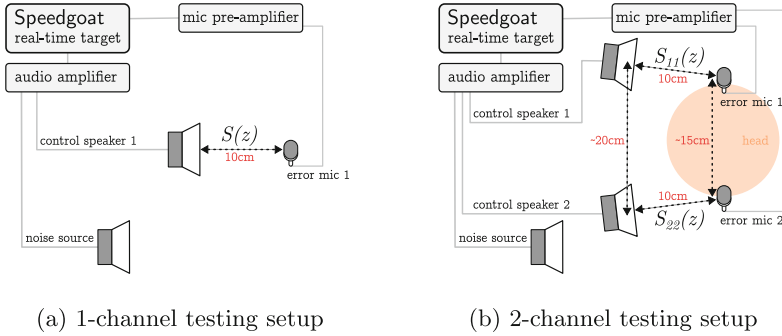 Speedgoat
real-time target
mic pre-amplifier
audio amplifier
control speaker 1
S(z)
10cm
error mic 1
noise source
(a) 1-channel testing setup
Speedgoat
real-time target
mic pre-amplifier
audio amplifier
S11(z)
10cm
control speaker 1
error mic 1
~20cm
~15cm
head
10cm
control speaker 2
S22(z)
error mic 2
noise source
(b) 2-channel testing setup